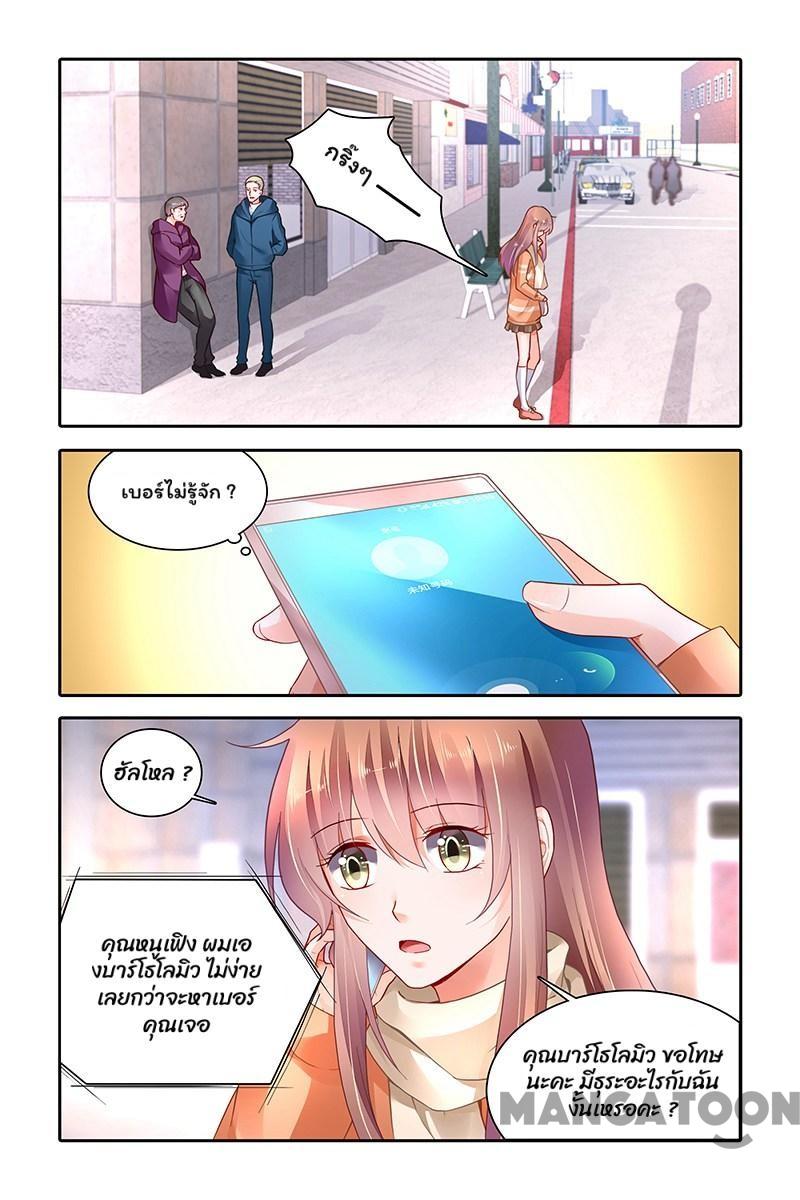 กริ๊งๆ
เบอร์ไม่รู้จัก ?
未知号码
ฮัลโหล ?
คุณหนูเฟิง ผมเอ
งบาร์โธโลมิว ไม่ง่าย
เลยกว่าจะหาเบอร์
คุณเจอ
คุณบาร์โธโลมิว ขอโทษ
นะคะ มีธุระอะไรกับฉัน
งั้นเหรอคะ ?
MANGATOON